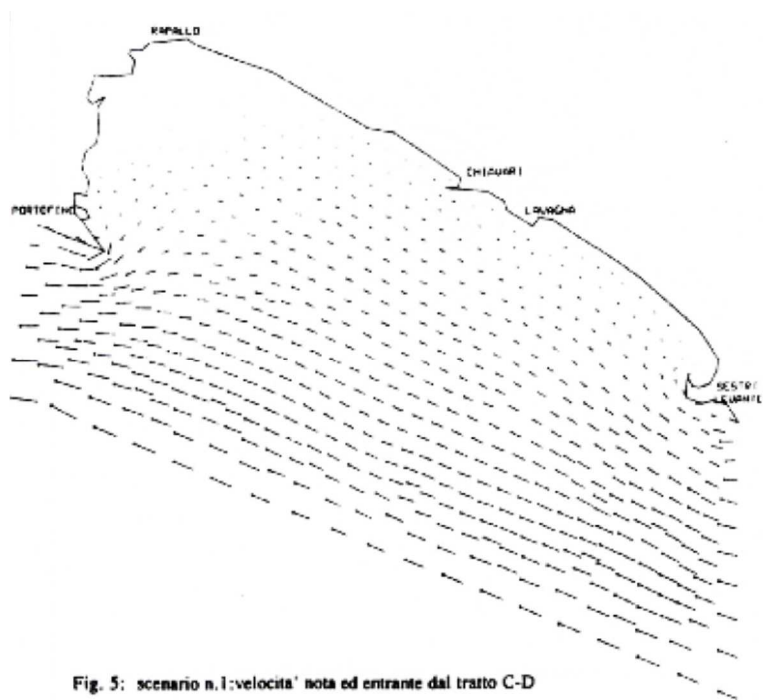 RAPALLO
CHIAVARI
LAVAGNA
PORTOFINO
SESTRI
LEVANTE
Fig. 5: scenario n.1:velocita' nota ed entrante dal tratto C-D